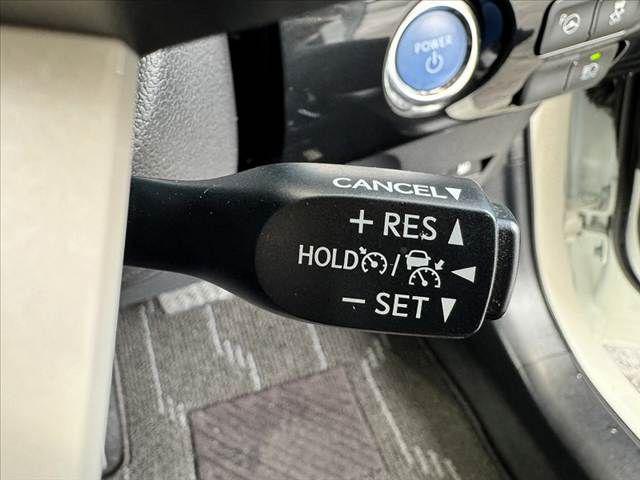 POWER
CANCEL▼
+ RES ▲
HOLD / ◀
− SET ▼